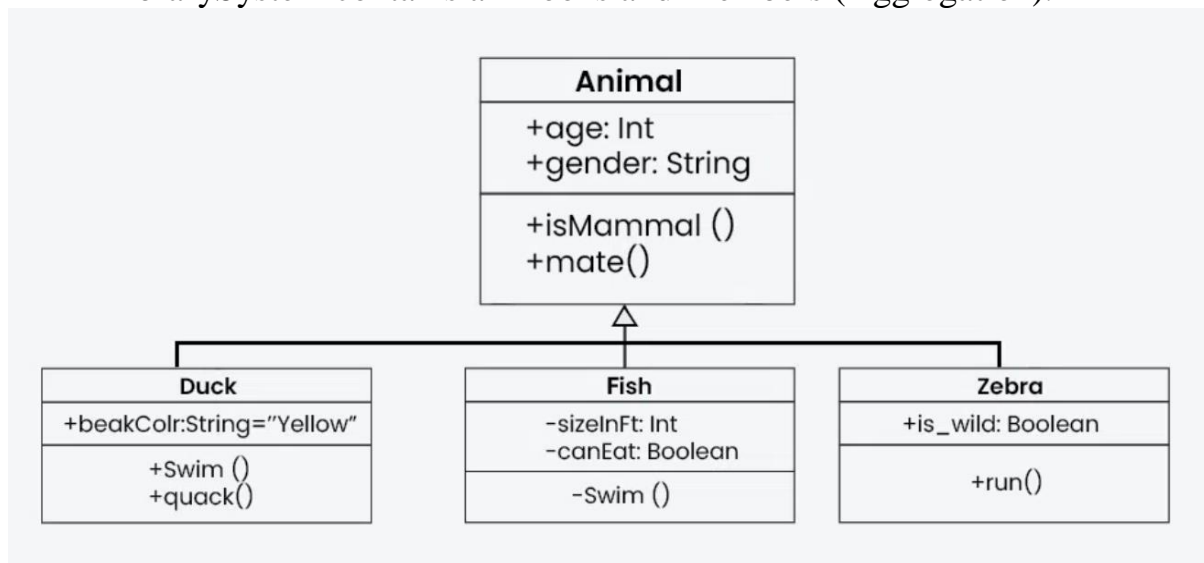 Animal
+age: Int
+gender: String
+isMammal ()
+mate()
Duck
+beakColr:String="Yellow"
+Swim ()
+quack()
Fish
-sizeInFt: Int
-canEat: Boolean
-Swim ()
Zebra
+is_wild: Boolean
+run()